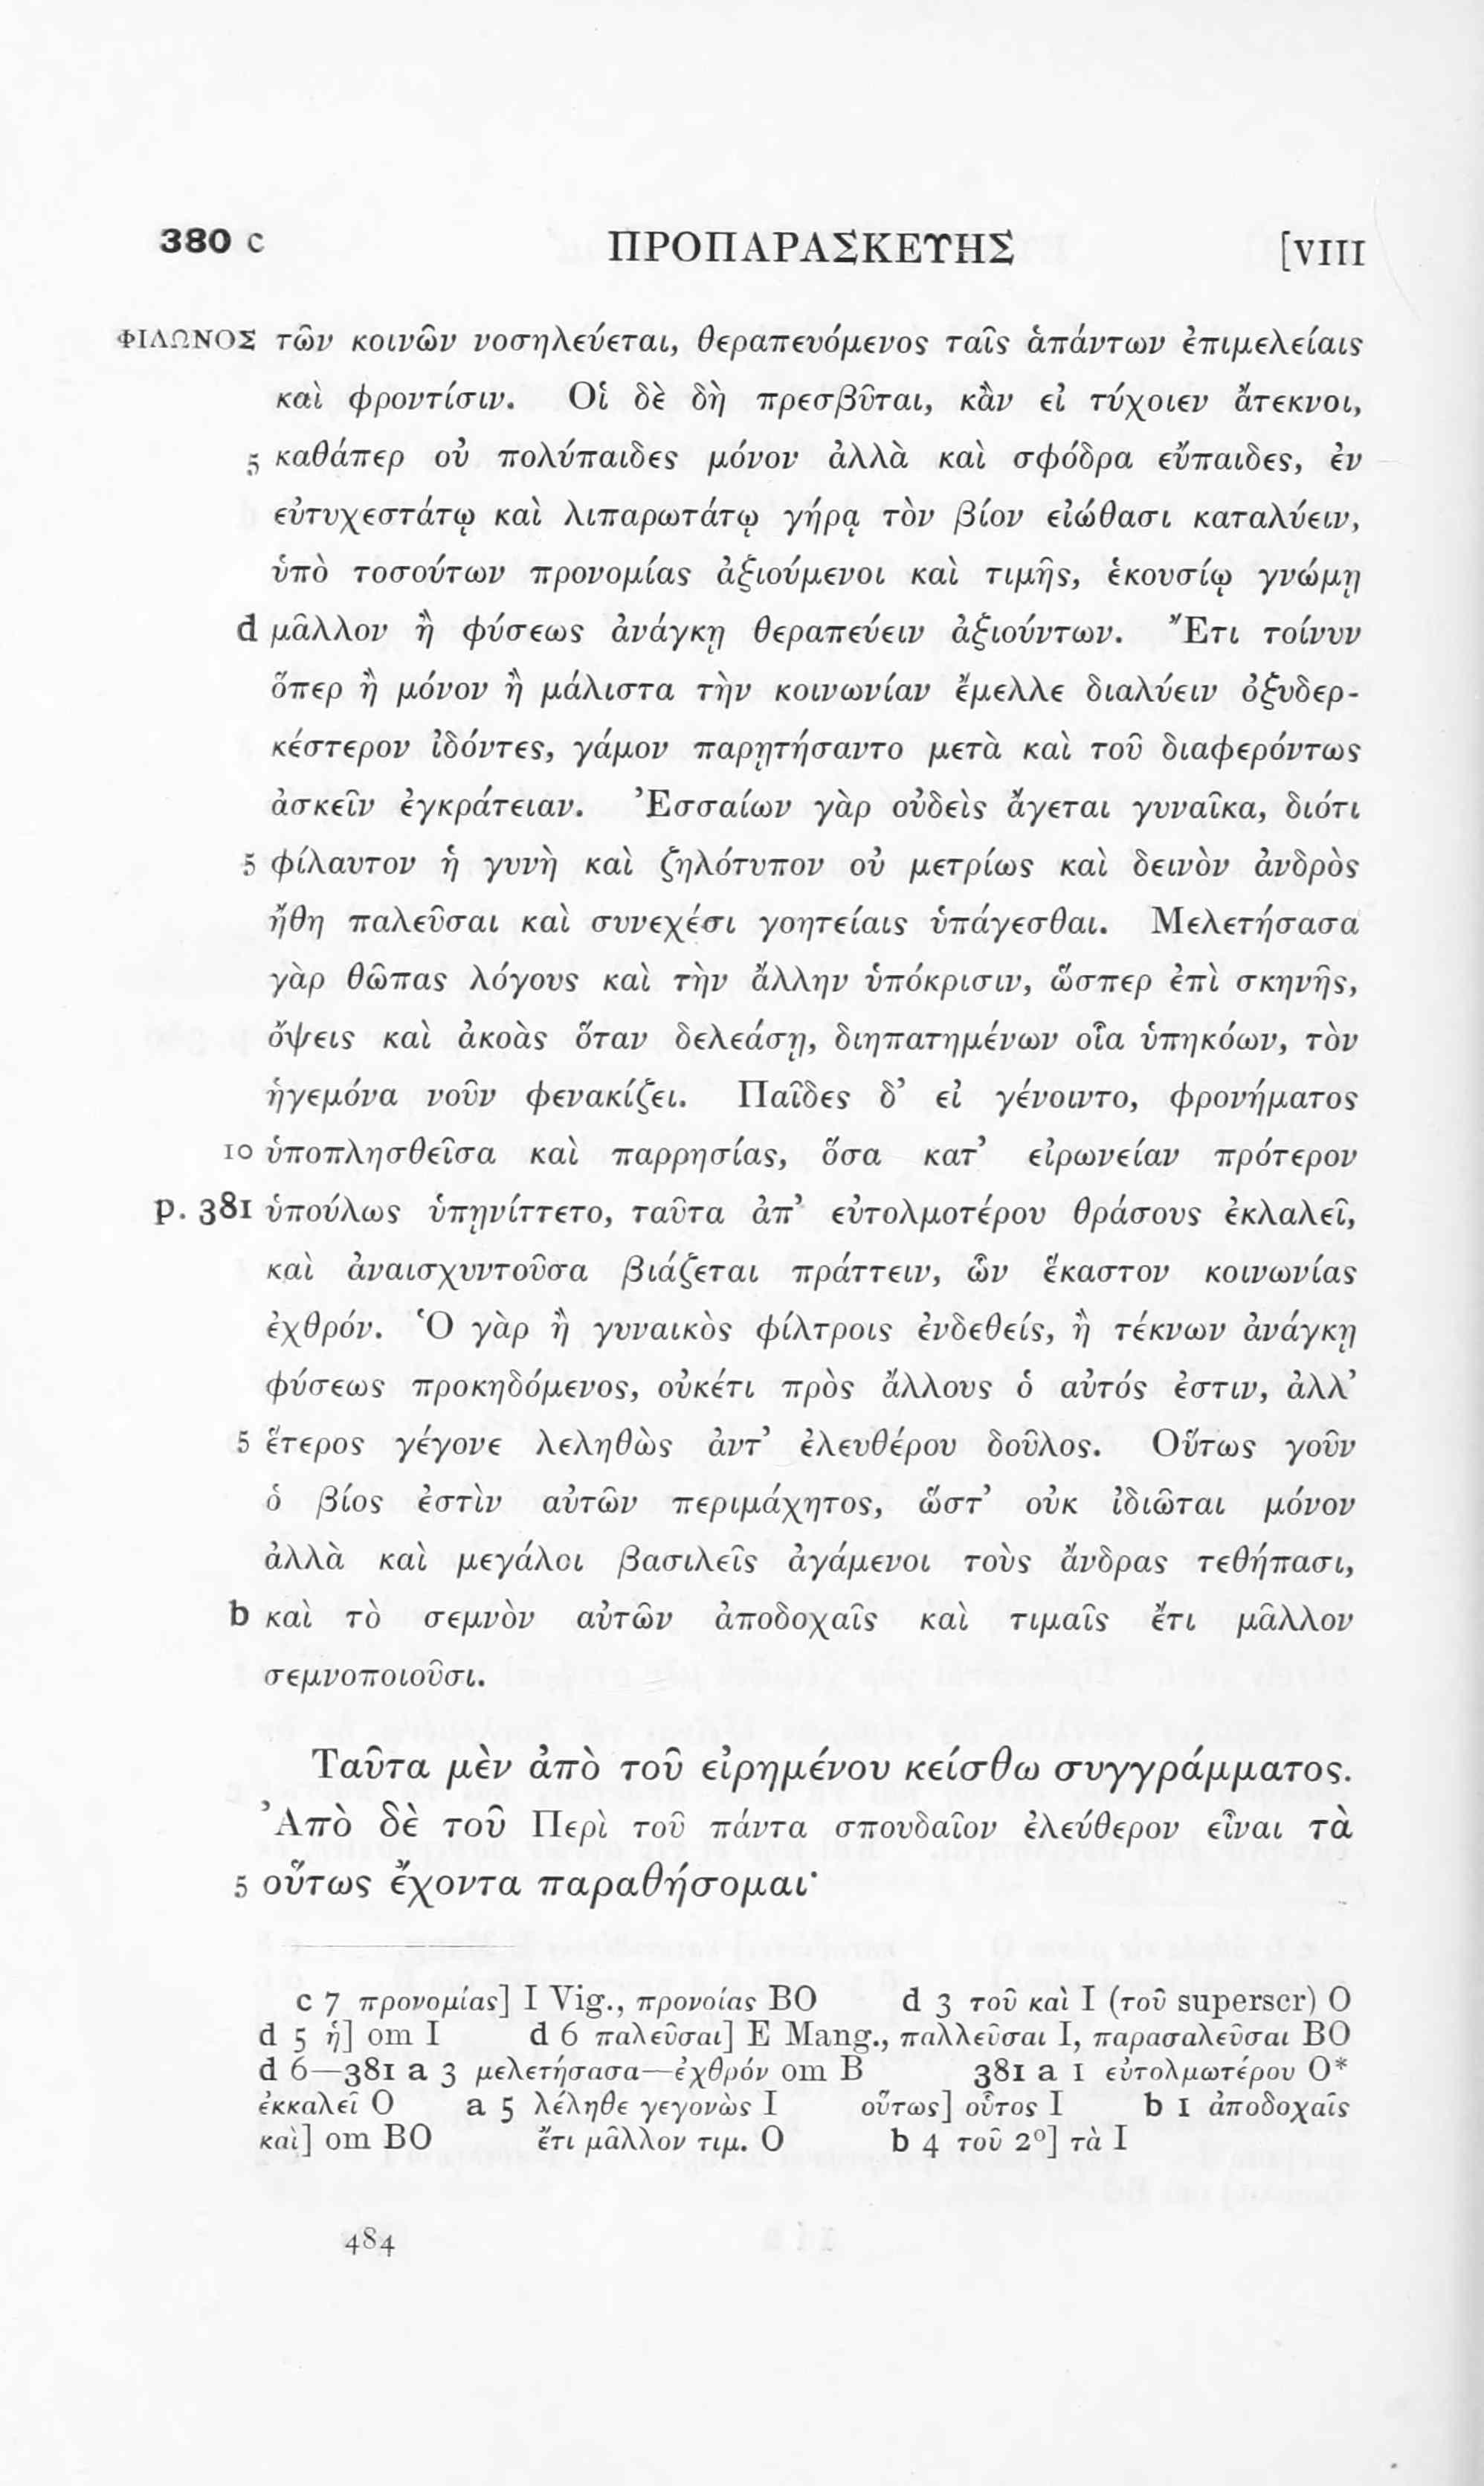 380 c ΠΡΟΠΑΡΑΣΚΕΥΗΣ [VIII
ΦΙΛΩΝΟΣ τῶν κοινῶν νοσηλεύεται, θεραπευόμενος ταῖς ἁπάντων ἐπιμελείαις
καὶ φροντίσιν. Οἱ δὲ δὴ πρεσβῦται, κἂν εἰ τύχοιεν ἄτεκνοι,
5 καθάπερ οὐ πολύπαιδες μόνον ἀλλὰ καὶ σφόδρα εὔπαιδες, ἐν
εὐτυχεστάτῳ καὶ λιπαρωτάτῳ γήρᾳ τὸν βίον εἰώθασι καταλύειν,
ὑπὸ τοσούτων προνομίας ἀξιούμενοι καὶ τιμῆς, ἑκουσίῳ γνώμῃ
d μᾶλλον ἢ φύσεως ἀνάγκῃ θεραπεύειν ἀξιούντων. Ἔτι τοίνυν
ὅπερ ἢ μόνον ἢ μάλιστα τὴν κοινωνίαν ἔμελλε διαλύειν ὀξυδερ-
κέστερον ἰδόντες, γάμον παρῃτήσαντο μετὰ καὶ τοῦ διαφερόντως
ἀσκεῖν ἐγκράτειαν. Ἐσσαίων γὰρ οὐδεὶς ἄγεται γυναῖκα, διότι
5 φίλαυτον ἡ γυνὴ καὶ ζηλότυπον οὐ μετρίως καὶ δεινὸν ἀνδρὸς
ἤθη παλεῦσαι καὶ συνεχέσι γοητείαις ὑπάγεσθαι. Μελετήσασα
γὰρ θῶπας λόγους καὶ τὴν ἄλλην ὑπόκρισιν, ὥσπερ ἐπὶ σκηνῆς,
ὄψεις καὶ ἀκοὰς ὅταν δελεάσῃ, διηπατημένων οἷα ὑπηκόων, τὸν
ἡγεμόνα νοῦν φενακίζει. Παῖδες δ’ εἰ γένοιντο, φρονήματος
10 ὑποπλησθεῖσα καὶ παρρησίας, ὅσα κατ’ εἰρωνείαν πρότερον
p. 381 ὑπούλως ὑπῃνίττετο, ταῦτα ἀπ’ εὐτολμοτέρου θράσους ἐκλαλεῖ,
καὶ ἀναισχυντοῦσα βιάζεται πράττειν, ὧν ἕκαστον κοινωνίας
ἐχθρόν. Ὁ γὰρ ἢ γυναικὸς φίλτροις ἐνδεθείς, ἢ τέκνων ἀνάγκῃ
φύσεως προκηδόμενος, οὐκέτι πρὸς ἄλλους ὁ αὐτός ἐστιν, ἀλλ’
5 ἕτερος γέγονε λεληθὼς ἀντ’ ἐλευθέρου δοῦλος. Οὕτως γοῦν
ὁ βίος ἐστὶν αὐτῶν περιμάχητος, ὥστ’ οὐκ ἰδιῶται μόνον
ἀλλὰ καὶ μεγάλοι βασιλεῖς ἀγάμενοι τοὺς ἄνδρας τεθήπασι,
b καὶ τὸ σεμνὸν αὐτῶν ἀποδοχαῖς καὶ τιμαῖς ἔτι μᾶλλον
σεμνοποιοῦσι.
Ταῦτα μὲν ἀπὸ τοῦ εἰρημένου κείσθω συγγράμματος.
Ἀπὸ δὲ τοῦ Περὶ τοῦ πάντα σπουδαῖον ἐλεύθερον εἶναι τὰ
5 οὕτως ἔχοντα παραθήσομαι·
c 7 προνομίας] I Vig., προνοίας BO d 3 τοῦ καὶ I (τοῦ superscr) O
d 5 ἡ] om I d 6 παλεῦσαι] E Mang., παλλεῦσαι I, παρασαλεῦσαι BO
d 6—381 a 3 μελετήσασα—ἐχθρόν om B 381 a 1 εὐτολμωτέρου O*
ἐκκαλεῖ O a 5 λέληθε γεγονὼς I οὕτως] οὗτος I b 1 ἀποδοχαῖς
καὶ] om BO ἔτι μᾶλλον τιμ. O b 4 τοῦ 2º] τὰ I
484